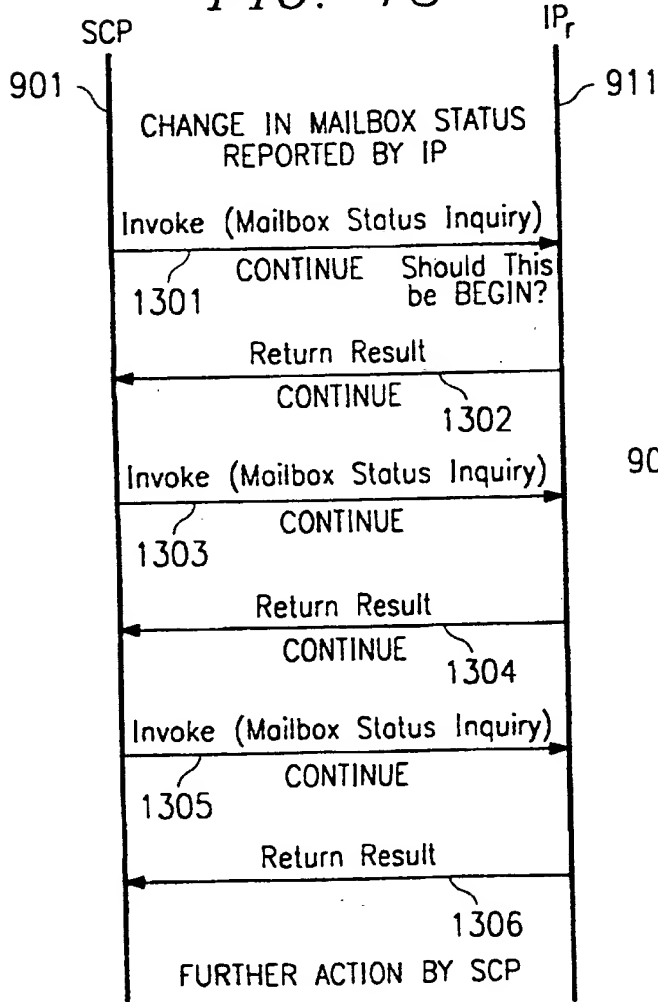 SCP
IPr
901
911
CHANGE IN MAILBOX STATUS
REPORTED BY IP
Invoke (Mailbox Status Inquiry)
CONTINUE Should This
be BEGIN?
1301
Return Result
CONTINUE
1302
Invoke (Mailbox Status Inquiry)
CONTINUE
1303
Return Result
CONTINUE
1304
Invoke (Mailbox Status Inquiry)
CONTINUE
1305
Return Result
1306
FURTHER ACTION BY SCP